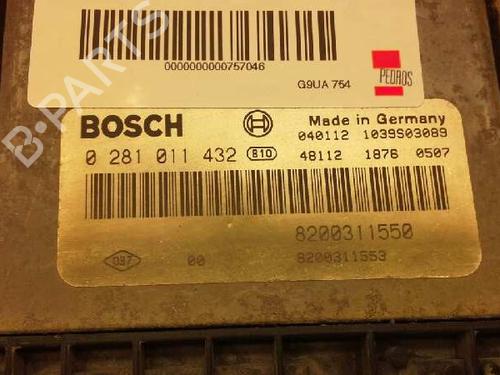 0000000000757046
G9UA 754
PEDROS
B-PARTS
BOSCH
Made in Germany
040112 1039S03089
0 281 011 432 B10
48112 1876 0507
8200311550
097 00 8200311553